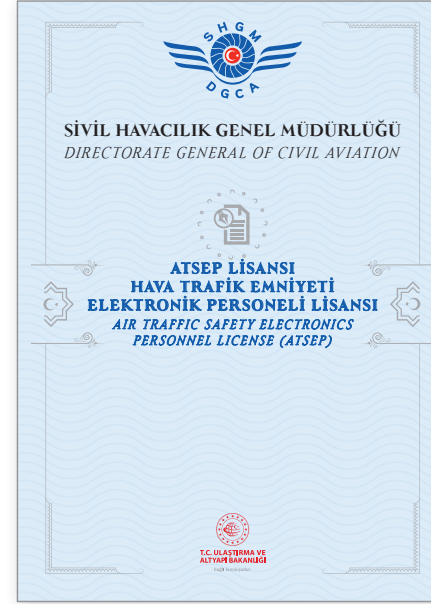 SHGM
DGCA
SİVİL HAVACILIK GENEL MÜDÜRLÜĞÜ
DIRECTORATE GENERAL OF CIVIL AVIATION
ATSEP LİSANSI
HAVA TRAFİK EMNİYETİ
ELEKTRONİK PERSONELİ LİSANSI
AIR TRAFFIC SAFETY ELECTRONICS
PERSONNEL LICENSE (ATSEP)
T.C. ULAŞTIRMA VE
ALTYAPI BAKANLIĞI